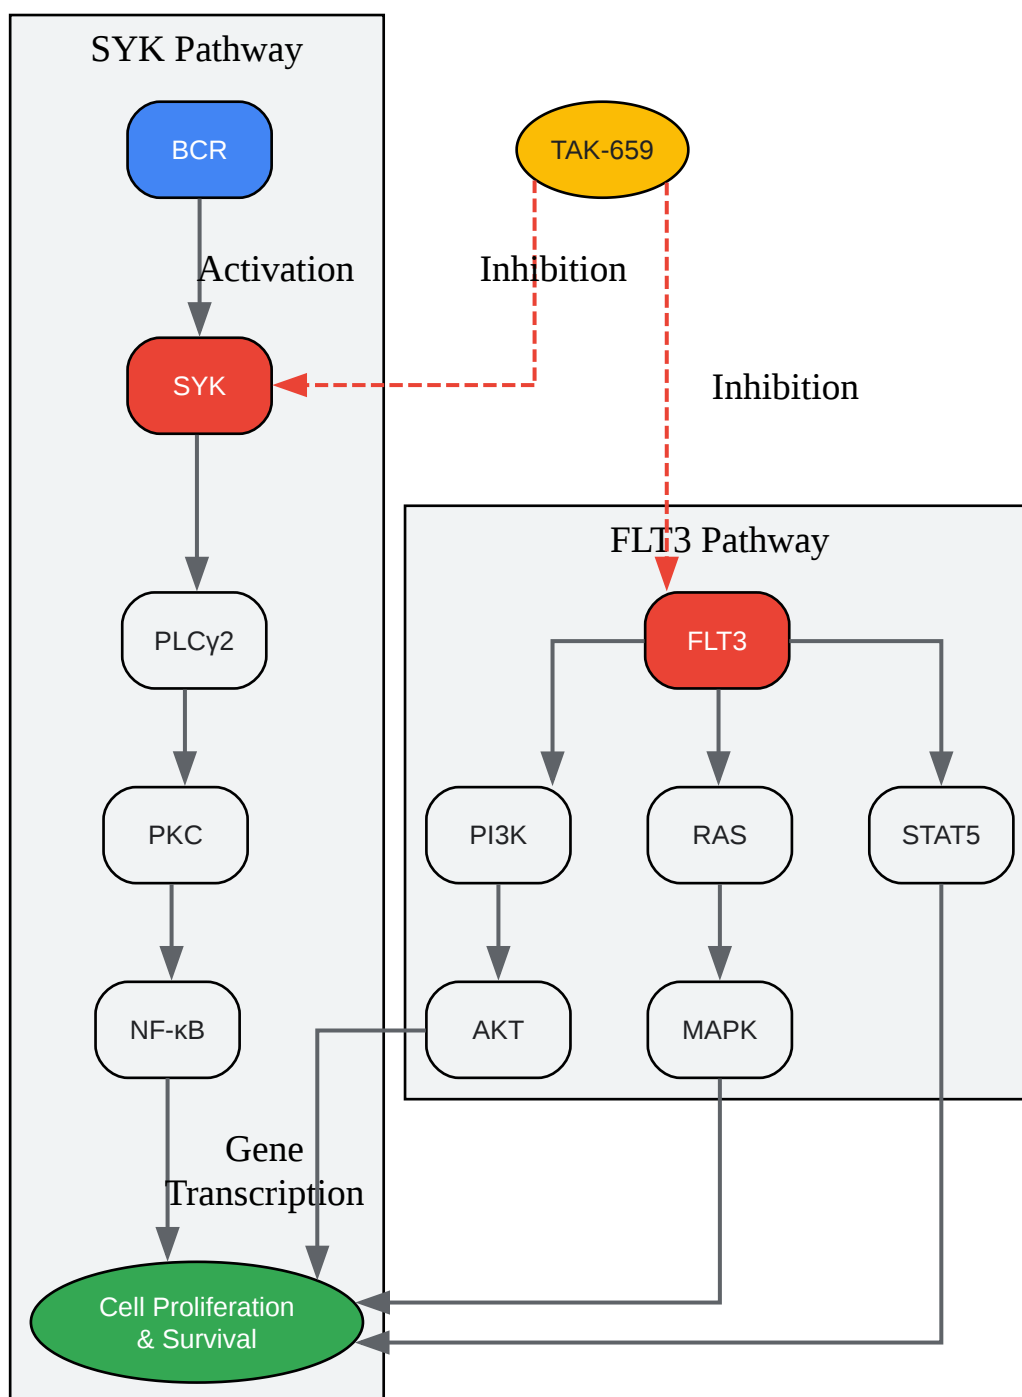 SYK Pathway
BCR
TAK-659
Activation
Inhibition
SYK
Inhibition
FLT3 Pathway
PLCγ2
FLT3
PKC
PI3K
RAS
STAT5
NF-κB
AKT
MAPK
Gene
Transcription
Cell Proliferation
& Survival